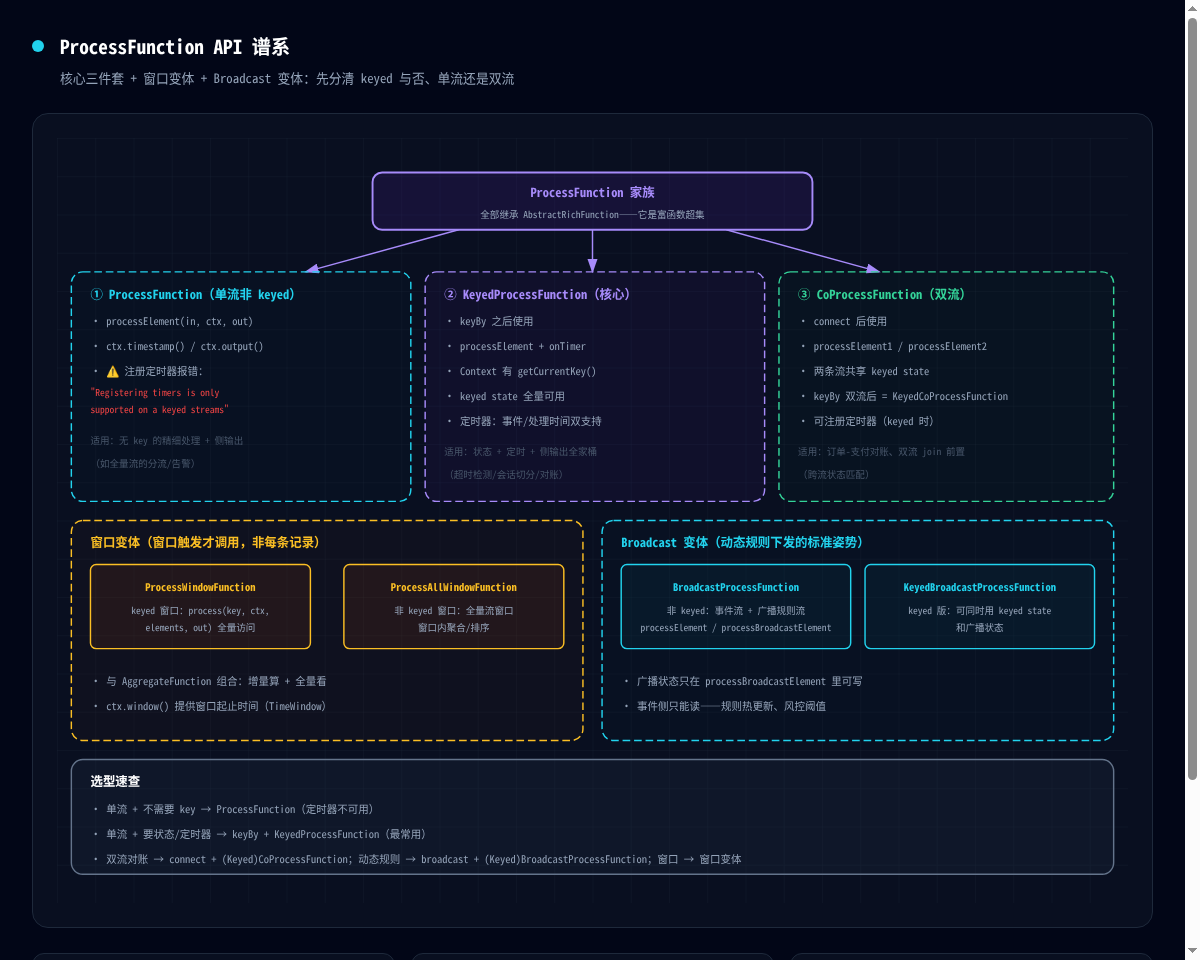 ProcessFunction API 谱系
核心三件套 + 窗口变体 + Broadcast 变体：先分清 keyed 与否、单流还是双流
ProcessFunction 家族
全部继承 AbstractRichFunction——它是富函数超集
① ProcessFunction（单流非 keyed）
• processElement(in, ctx, out)
• ctx.timestamp() / ctx.output()
• ⚠️ 注册定时器报错：
"Registering timers is only
supported on a keyed streams"
适用：无 key 的精细处理 + 侧输出
（如全量流的分流/告警）
② KeyedProcessFunction（核心）
• keyBy 之后使用
• processElement + onTimer
• Context 有 getCurrentKey()
• keyed state 全量可用
• 定时器：事件/处理时间双支持
适用：状态 + 定时 + 侧输出全家桶
（超时检测/会话切分/对账）
③ CoProcessFunction（双流）
• connect 后使用
• processElement1 / processElement2
• 两条流共享 keyed state
• keyBy 双流后 = KeyedCoProcessFunction
• 可注册定时器（keyed 时）
适用：订单-支付对账、双流 join 前置
（跨流状态匹配）
窗口变体（窗口触发才调用，非每条记录）
ProcessWindowFunction
keyed 窗口：process(key, ctx,
elements, out) 全量访问
ProcessAllWindowFunction
非 keyed 窗口：全量流窗口
窗口内聚合/排序
• 与 AggregateFunction 组合：增量算 + 全量看
• ctx.window() 提供窗口起止时间（TimeWindow）
Broadcast 变体（动态规则下发的标准姿势）
BroadcastProcessFunction
非 keyed：事件流 + 广播规则流
processElement / processBroadcastElement
KeyedBroadcastProcessFunction
keyed 版：可同时用 keyed state
和广播状态
• 广播状态只在 processBroadcastElement 里可写
• 事件侧只能读——规则热更新、风控阈值
选型速查
• 单流 + 不需要 key → ProcessFunction（定时器不可用）
• 单流 + 要状态/定时器 → keyBy + KeyedProcessFunction（最常用）
• 双流对账 → connect + (Keyed)CoProcessFunction；动态规则 → broadcast + (Keyed)BroadcastProcessFunction；窗口 → 窗口变体